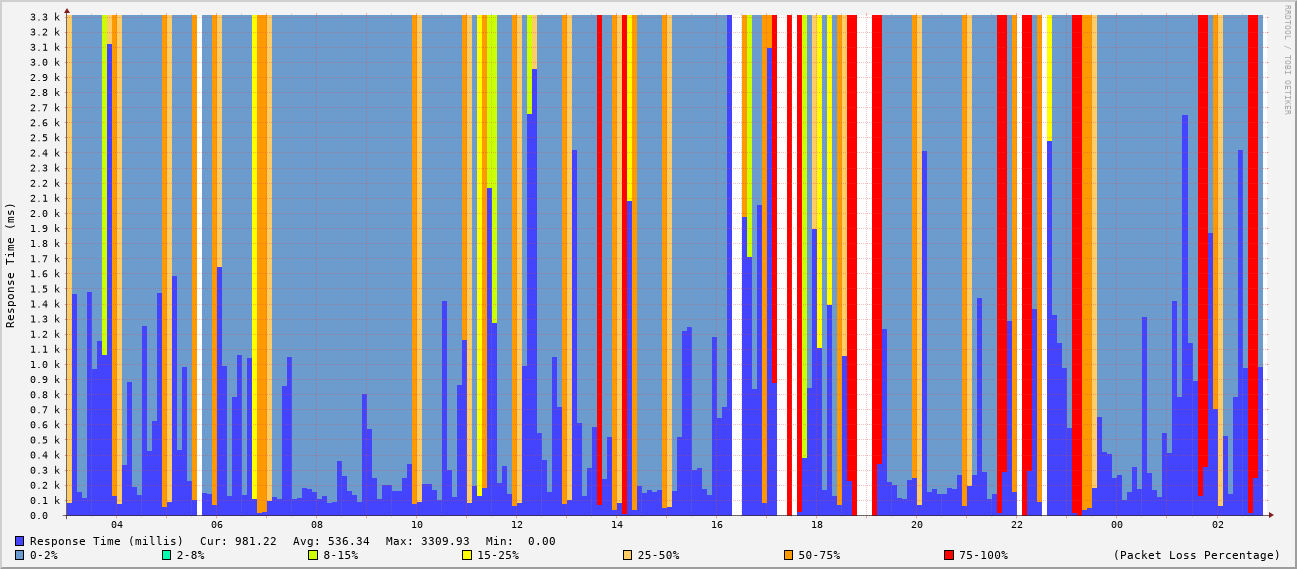 3.3 k
3.2 k
3.1 k
3.0 k
2.9 k
2.8 k
2.7 k
2.6 k
2.5 k
2.4 k
2.3 k
2.2 k
2.1 k
2.0 k
1.9 k
1.8 k
1.7 k
1.6 k
1.5 k
1.4 k
1.3 k
1.2 k
1.1 k
1.0 k
0.9 k
0.8 k
0.7 k
0.6 k
0.5 k
0.4 k
0.3 k
0.2 k
0.1 k
0.0
Response Time (ms)
RRDTOOL / TOBI OETIKER
04 06 08 10 12 14 16 18 20 22 00 02
Response Time (millis) Cur: 981.22 Avg: 536.34 Max: 3309.93 Min: 0.00
0-2% 2-8% 8-15% 15-25% 25-50% 50-75% 75-100% (Packet Loss Percentage)